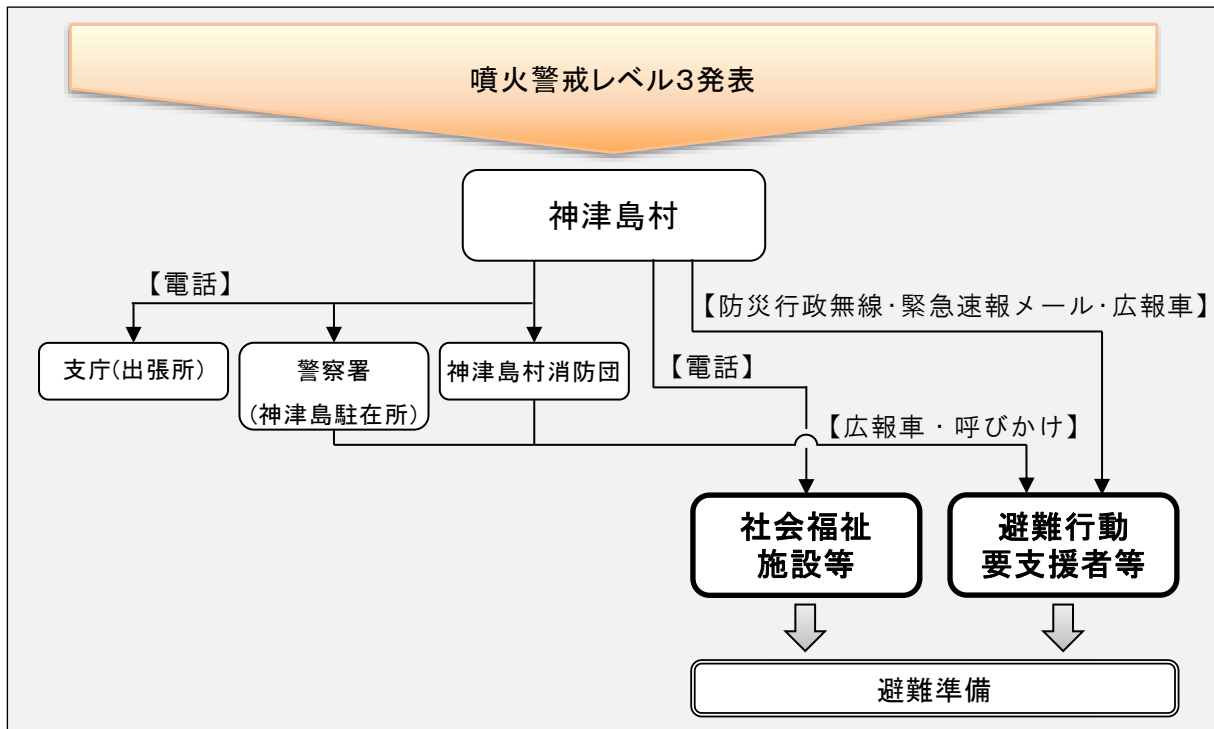 噴火警戒レベル3発表
神津島村
【電話】
【防災行政無線･緊急速報メール･広報車】
支庁(出張所)
警察署
(神津島駐在所)
神津島村消防団
【電話】
【広報車・呼びかけ】
社会福祉
施設等
避難行動
要支援者等
避難準備